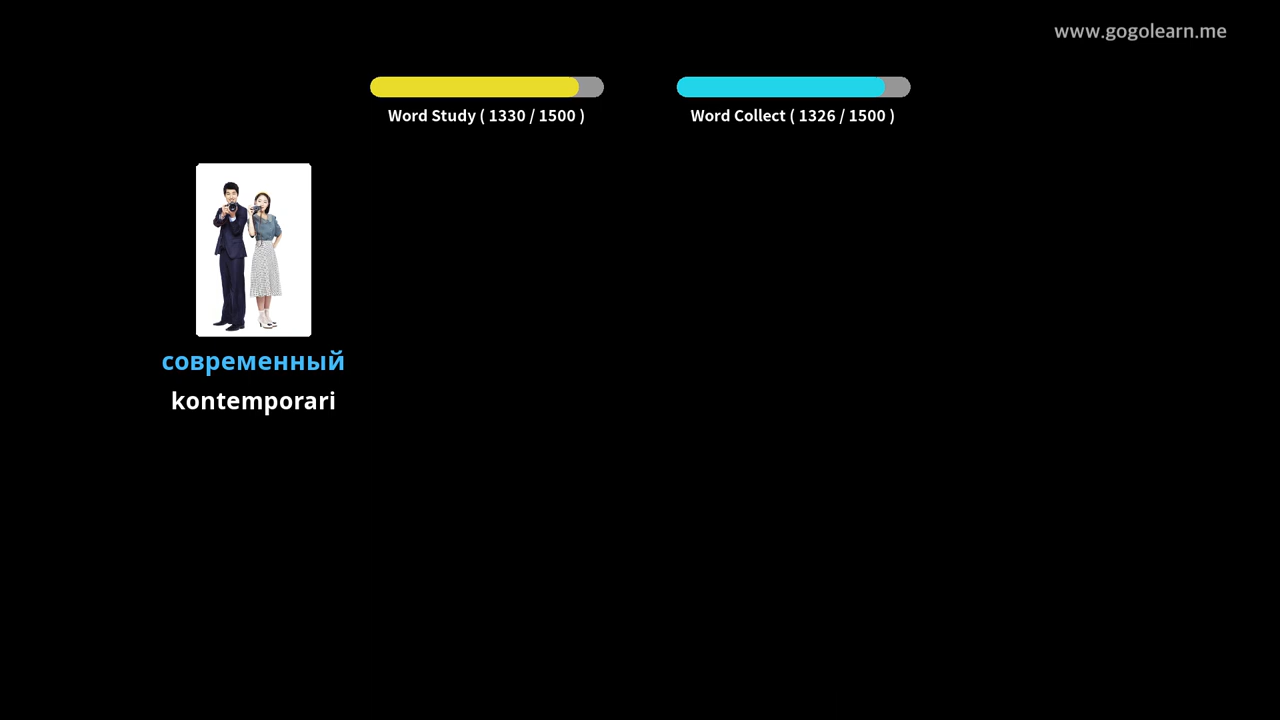 www.gogolearn.me
Word Study ( 1330 / 1500 )
Word Collect ( 1326 / 1500 )
современный
kontemporari